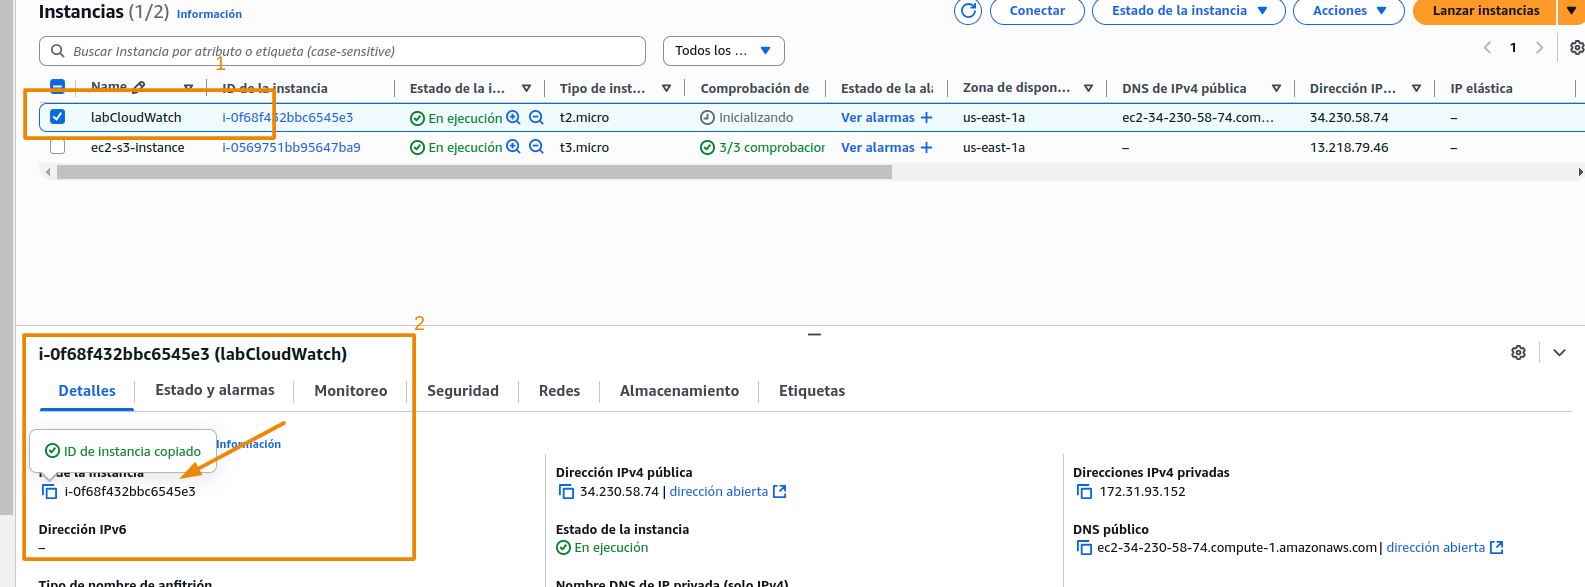 Instancias (1/2) Información
Conectar
Estado de la instancia
Acciones
Lanzar instancias
Buscar Instancia por atributo o etiqueta (case-sensitive)
Todos los ...
1
1
Name
ID de la instancia
Estado de la i...
Tipo de inst...
Comprobación de
Estado de la ala
Zona de dispon...
DNS de IPv4 pública
Dirección IP...
IP elástica
labCloudWatch i-0f68f432bbc6545e3 En ejecución t2.micro Inicializando Ver alarmas + us-east-1a ec2-34-230-58-74.com... 34.230.58.74 –
ec2-s3-instance i-0569751bb95647ba9 En ejecución t3.micro 3/3 comprobacior Ver alarmas + us-east-1a – 13.218.79.46 –
2
i-0f68f432bbc6545e3 (labCloudWatch)
Detalles
Estado y alarmas
Monitoreo
Seguridad
Redes
Almacenamiento
Etiquetas
Información
ID de instancia copiado
de la instancia
i-0f68f432bbc6545e3
Dirección IPv4 pública
34.230.58.74 | dirección abierta
Direcciones IPv4 privadas
172.31.93.152
Dirección IPv6
–
Estado de la instancia
En ejecución
DNS público
ec2-34-230-58-74.compute-1.amazonaws.com | dirección abierta
Tipo de nombre de anfitrión
Nombre DNS de IP privada (solo IPv4)